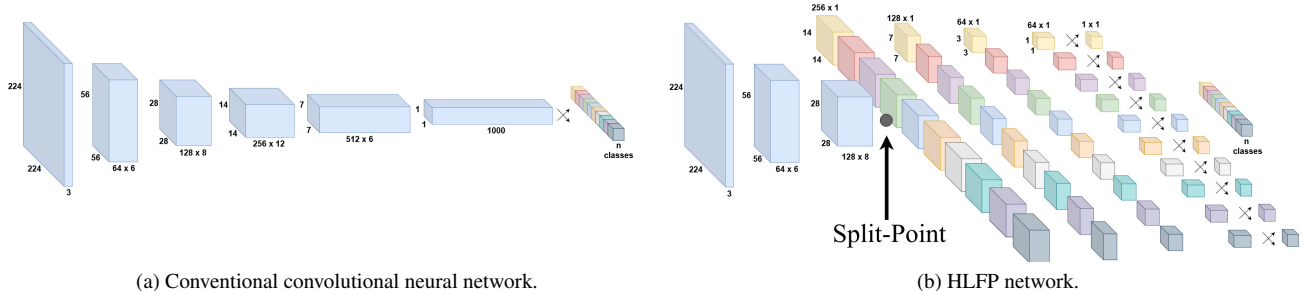 224
224
3
56
56
64 x 6
28
28
128 x 8
14
14
256 x 12
7
7
512 x 6
1
1
1000
n
classes
(a) Conventional convolutional neural network.
224
224
3
56
56
64 x 6
28
28
128 x 8
256 x 1
14
14
128 x 1
7
7
64 x 1
3
3
64 x 1
1
1
1 x 1
n
classes
Split-Point
(b) HLFP network.